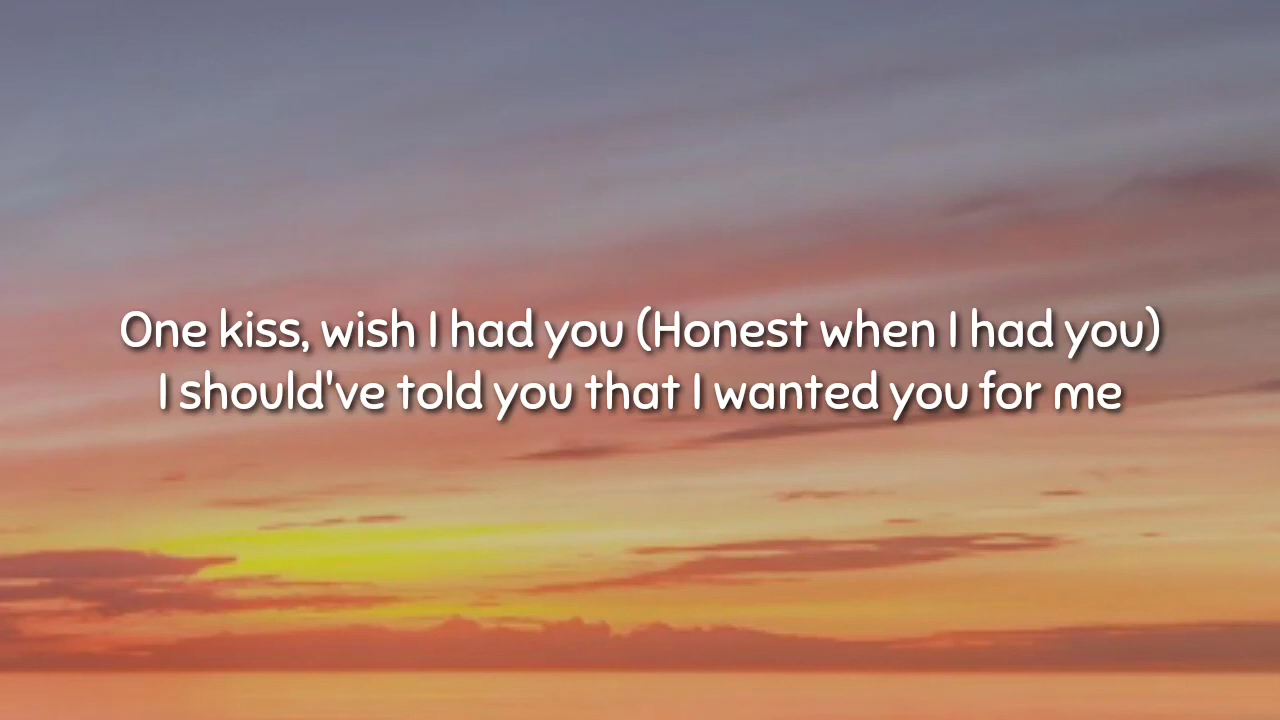 One kiss, wish I had you (Honest when I had you)
I should've told you that I wanted you for me